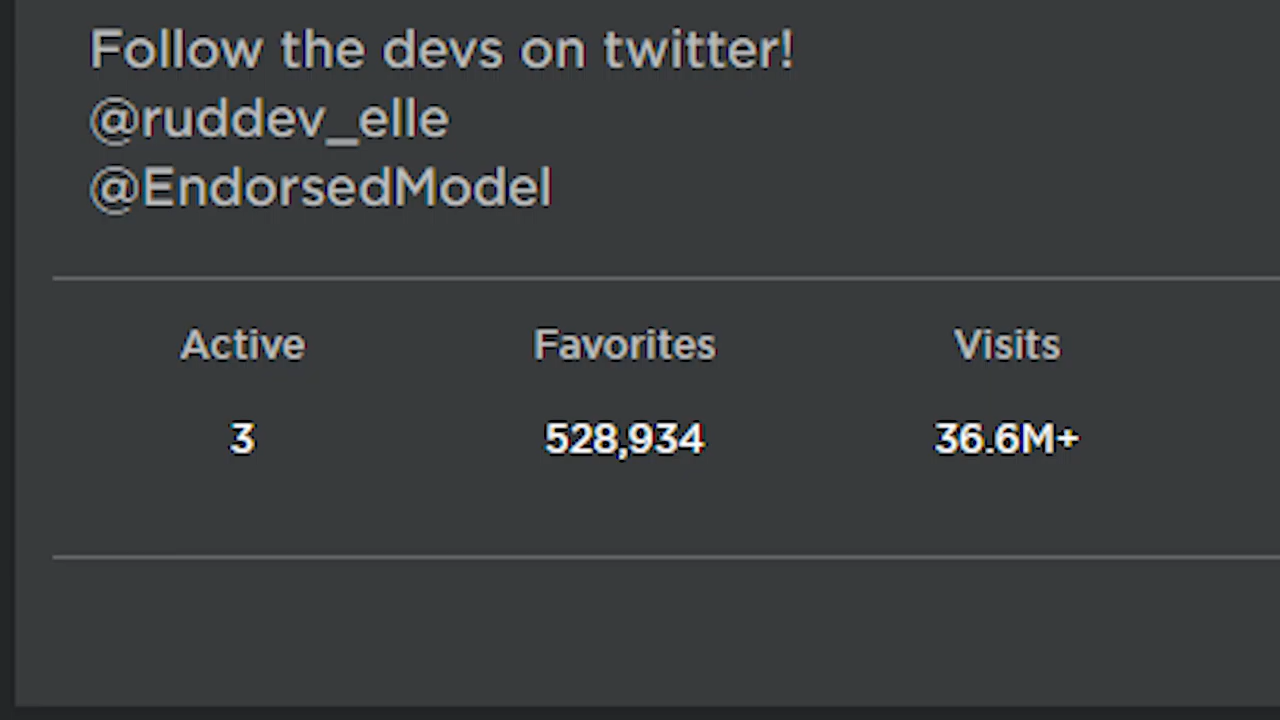 Follow the devs on twitter!
@ruddev_elle
@EndorsedModel
Active Favorites Visits
3 528,934 36.6M+